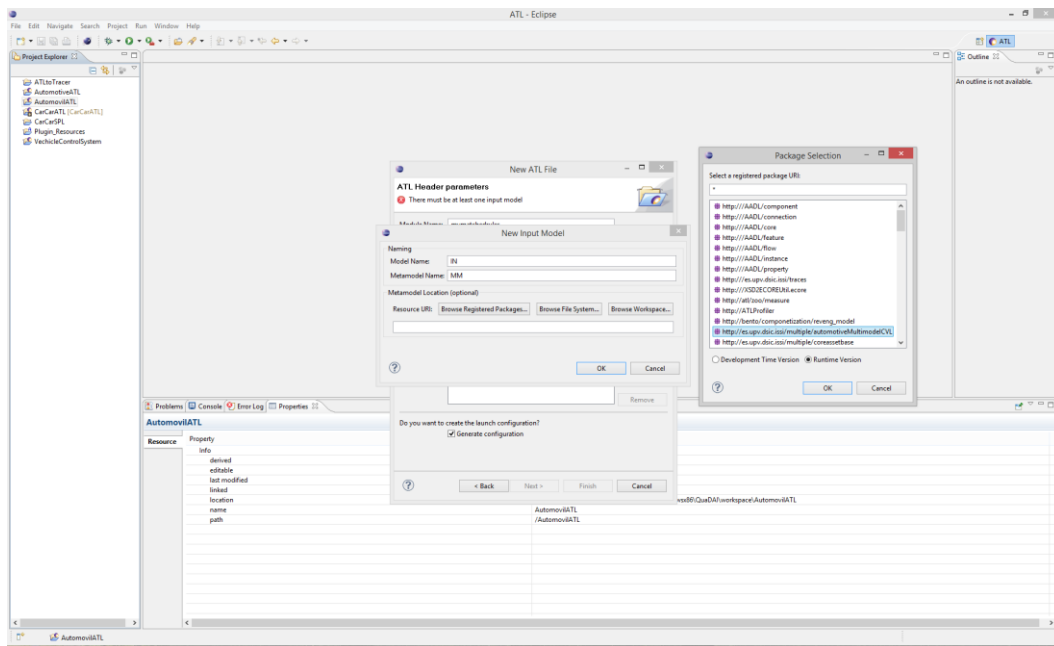 ATL - Eclipse
File Edit Navigate Search Project Run Window Help
ATL
Project Explorer
ATLtoTracer
AutomotiveATL
AutomovilATL
CarCarATL [CarCarATL]
CarCarSPL
Plugin_Resources
VechicleControlSystem
Outline
An outline is not available.
New ATL File
ATL Header parameters
There must be at least one input model
Module Name:
New Input Model
Naming
Model Name: IN
Metamodel Name: MM
Metamodel Location (optional)
Resource URI: Browse Registered Packages... Browse File System... Browse Workspace...
OK Cancel
Remove
Do you want to create the launch configuration?
Generate configuration
< Back Next > Finish Cancel
Package Selection
Select a registered package URI:
*
http:///AADL/component
http:///AADL/connection
http:///AADL/core
http:///AADL/feature
http:///AADL/flow
http:///AADL/instance
http:///AADL/property
http:///es.upv.dsic.issi/traces
http:///XSD2ECOREUtil.ecore
http://atl/zoo/measure
http://ATLProfiler
http://bento/componetization/reveng_model
http://es.upv.dsic.issi/multiple/automotiveMultimodelCVL
http://es.upv.dsic.issi/multiple/coreassetbase
Development Time Version Runtime Version
OK Cancel
Problems Console Error Log Properties
AutomovilATL
Resource
Property
Info
derived
editable
last modified
linked
location wsx86\QuaDAI\workspace\AutomovilATL
name AutomovilATL
path /AutomovilATL
AutomovilATL